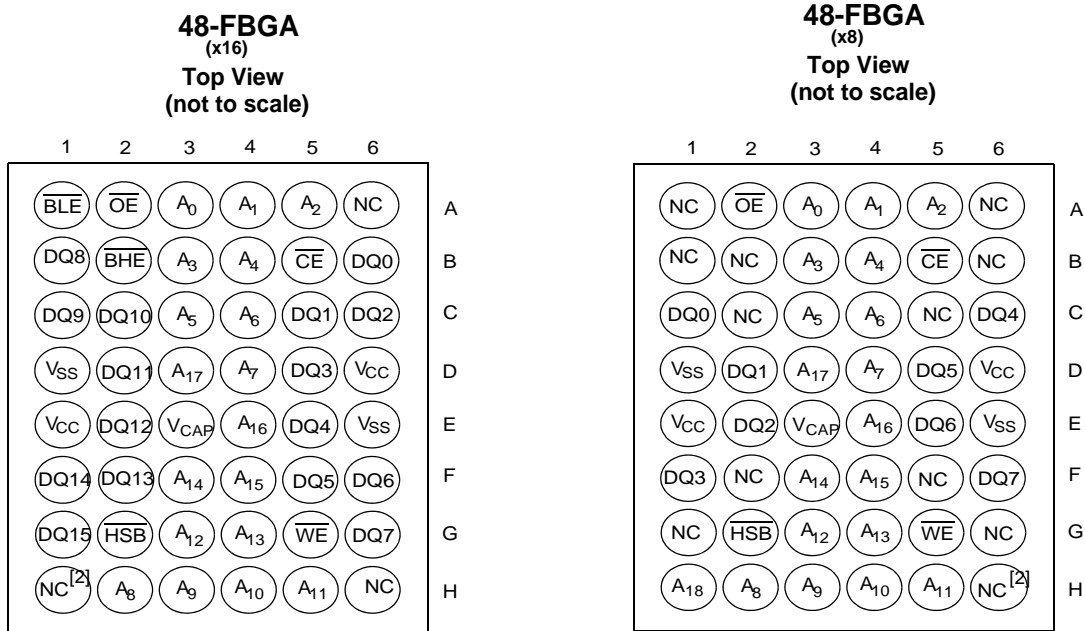 48-FBGA
(x16)
Top View
(not to scale)
1 2 3 4 5 6
BLE OE A0 A1 A2 NC A
DQ8 BHE A3 A4 CE DQ0 B
DQ9 DQ10 A5 A6 DQ1 DQ2 C
VSS DQ11 A17 A7 DQ3 VCC D
VCC DQ12 VCAP A16 DQ4 VSS E
DQ14 DQ13 A14 A15 DQ5 DQ6 F
DQ15 HSB A12 A13 WE DQ7 G
NC[2] A8 A9 A10 A11 NC H
48-FBGA
(x8)
Top View
(not to scale)
1 2 3 4 5 6
NC OE A0 A1 A2 NC A
NC NC A3 A4 CE NC B
DQ0 NC A5 A6 NC DQ4 C
VSS DQ1 A17 A7 DQ5 VCC D
VCC DQ2 VCAP A16 DQ6 VSS E
DQ3 NC A14 A15 NC DQ7 F
NC HSB A12 A13 WE NC G
A18 A8 A9 A10 A11 NC[2] H